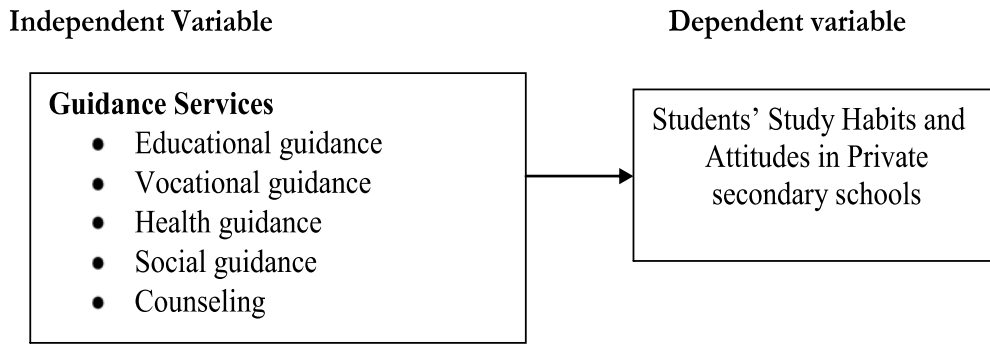 Independent Variable
Dependent variable
Guidance Services
● Educational guidance
● Vocational guidance
● Health guidance
● Social guidance
● Counseling
Students’ Study Habits and
Attitudes in Private
secondary schools